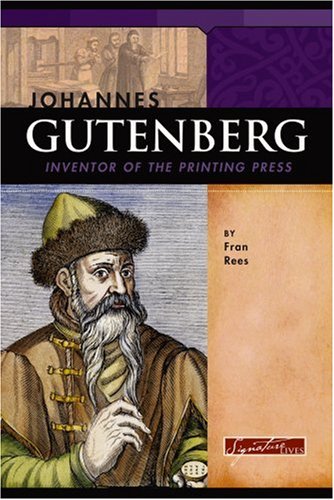 JOHANNES
GUTENBERG
INVENTOR OF THE PRINTING PRESS
BY
Fran
Rees
Signature
LIVES